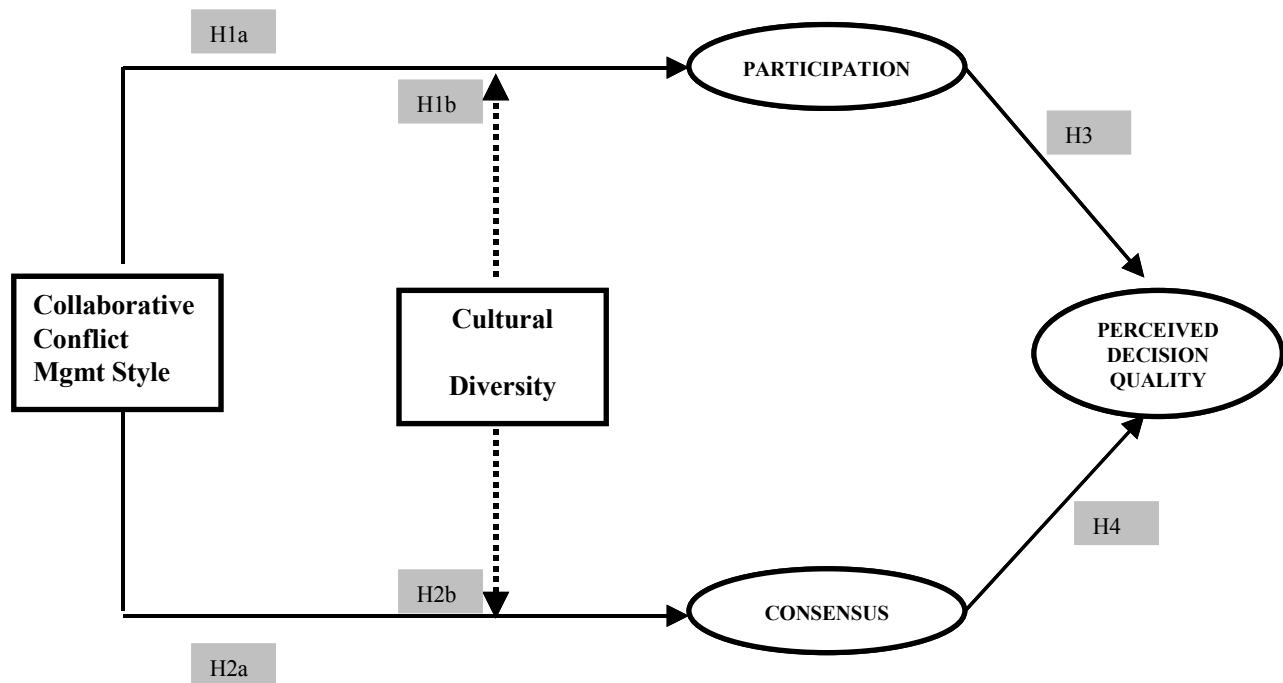 H1a
PARTICIPATION
H1b
H3
Collaborative
Conflict
Mgmt Style
Cultural
Diversity
PERCEIVED
DECISION
QUALITY
H4
H2b
CONSENSUS
H2a